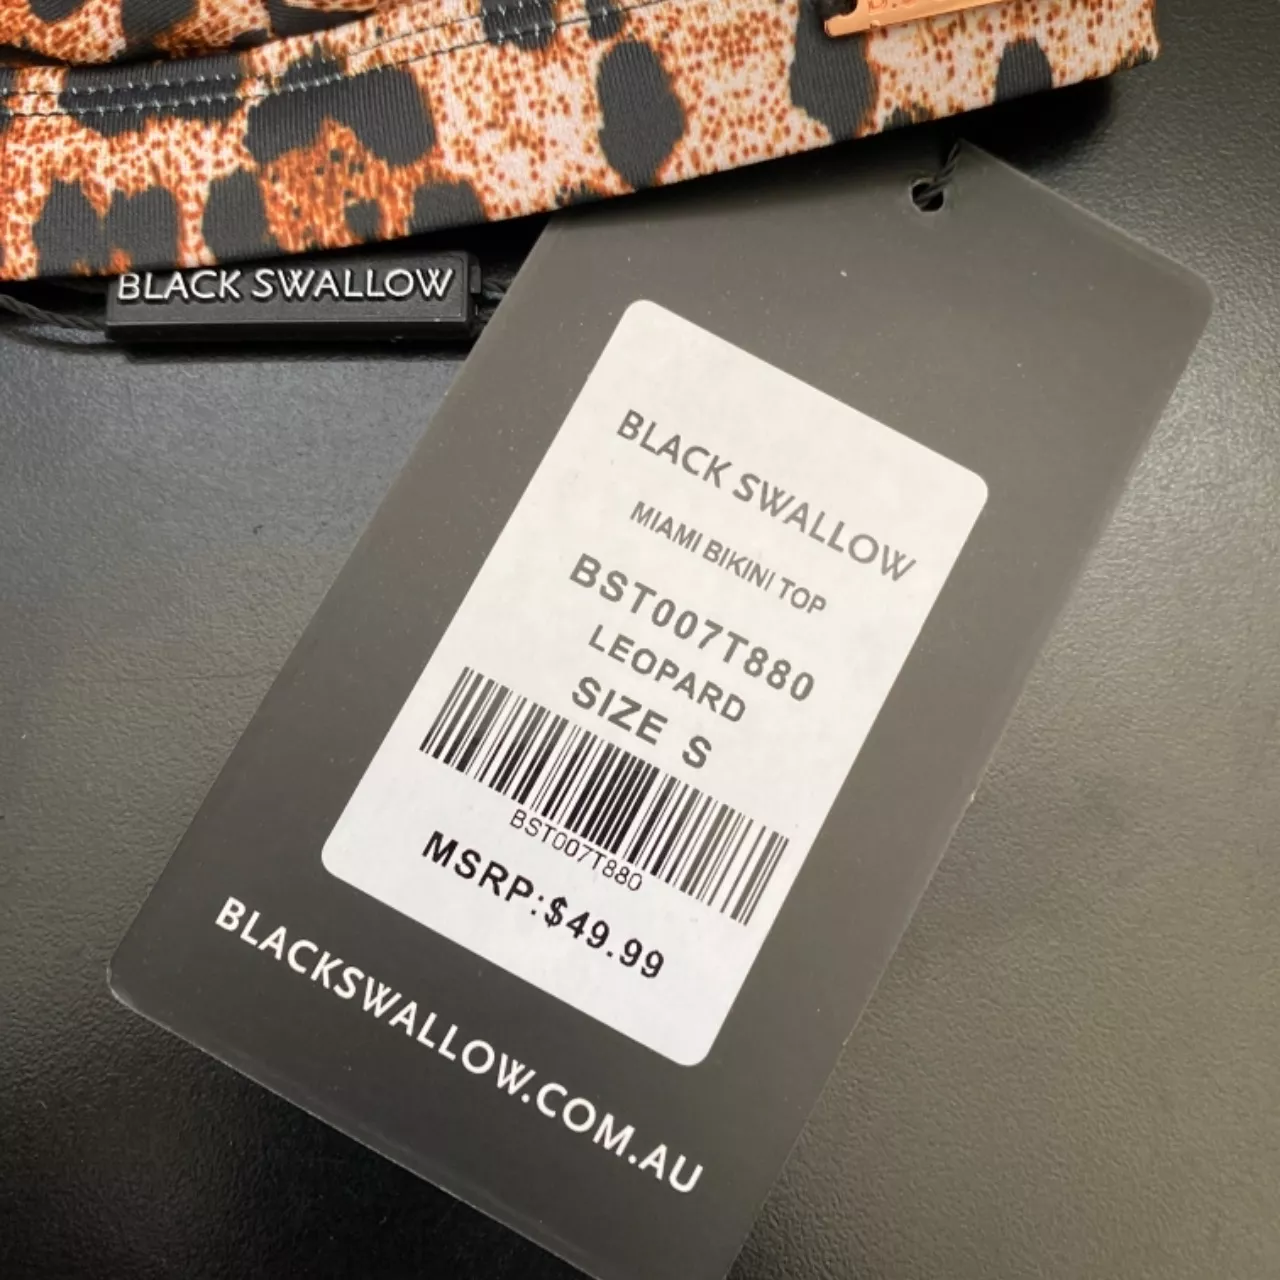 BLACK SWALLOW
BLACK SWALLOW
MIAMI BIKINI TOP
BST007T880
LEOPARD
SIZE S
BST007T880
MSRP:$49.99
BLACKSWALLOW.COM.AU